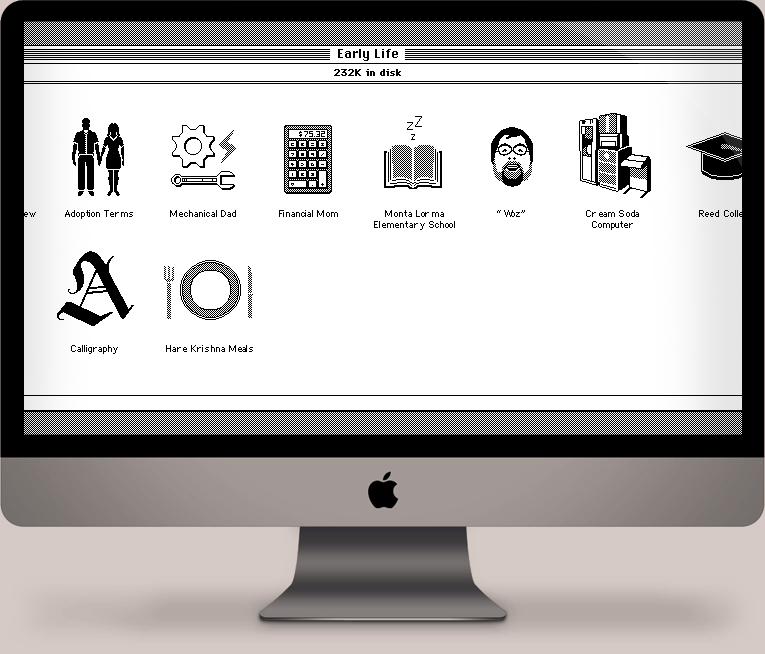 Early Life
232K in disk
$75.32
zZ
z
ew
Adoption Terms
Mechanical Dad
Financial Mom
Monta Lorma
Elementary School
"Woz"
Cream Soda
Computer
Reed Colle
A
Calligraphy
Hare Krishna Meals